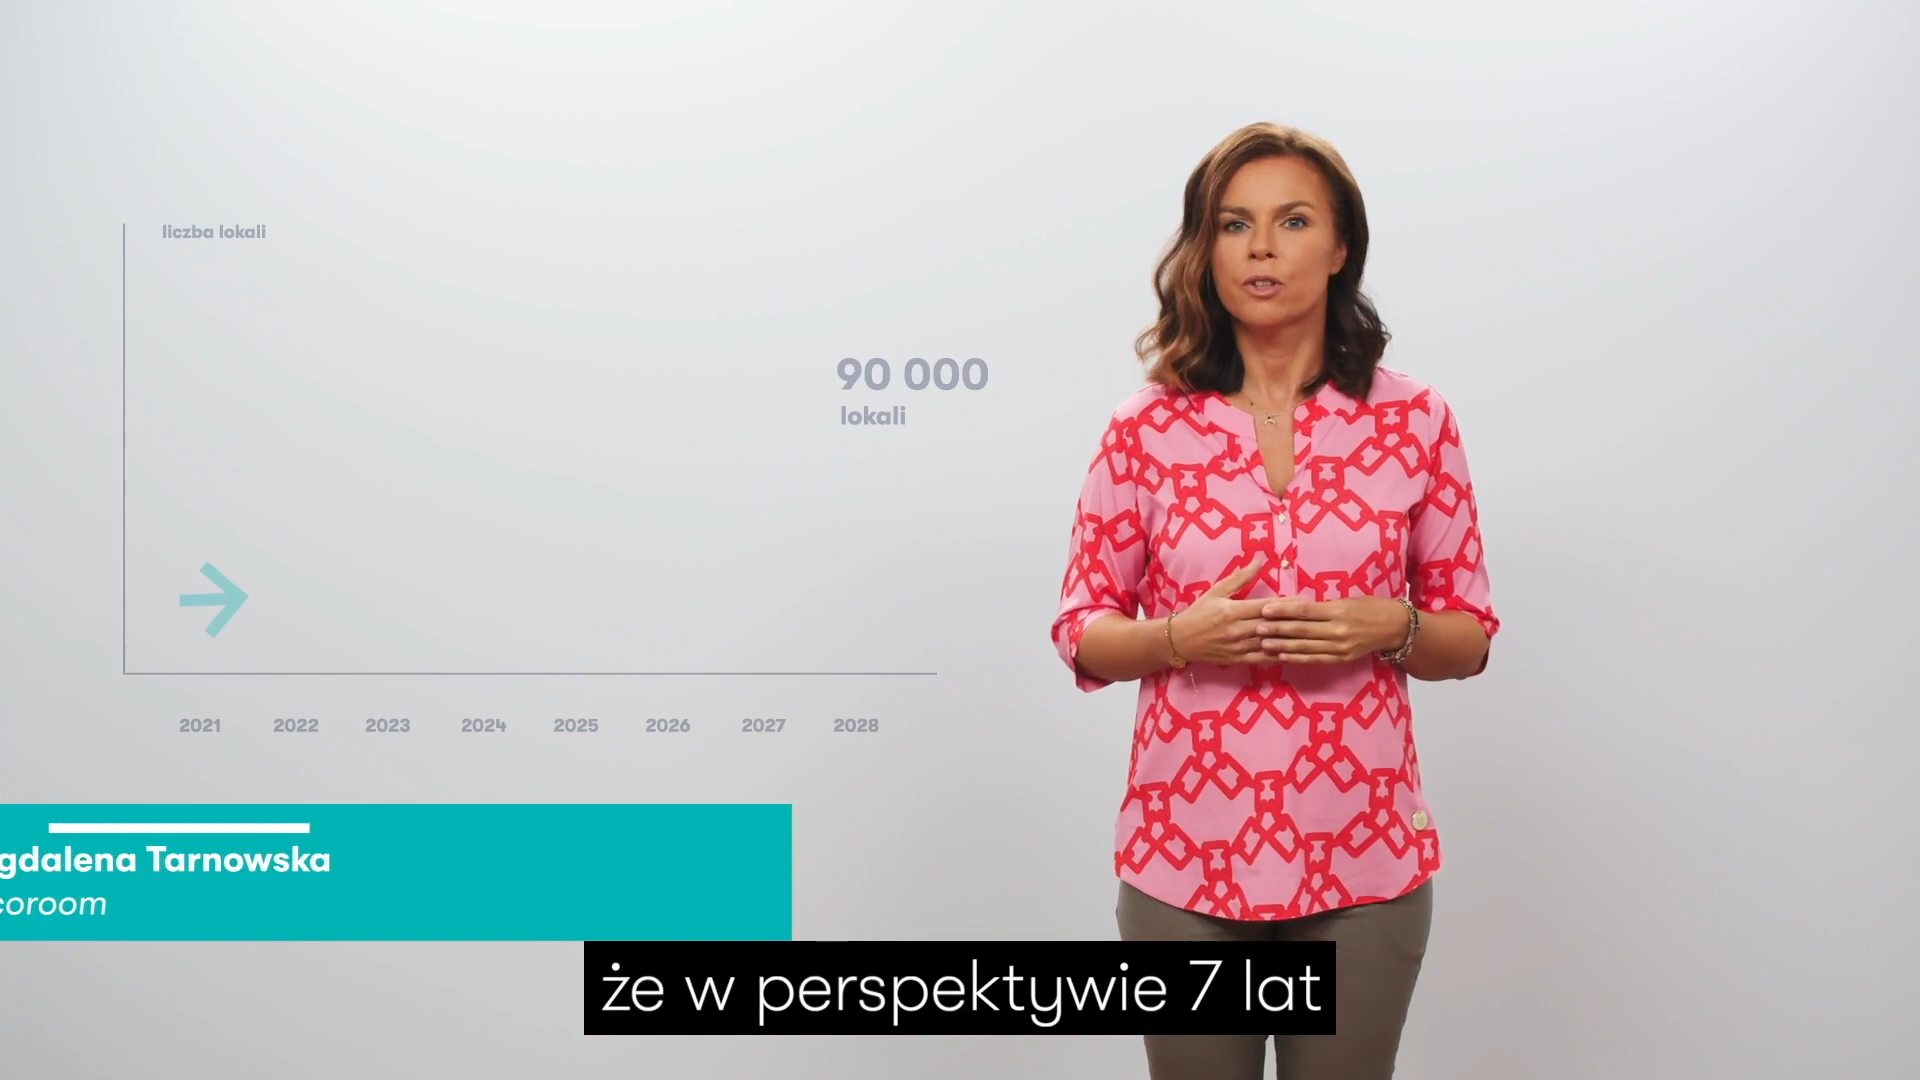 liczba lokali
90 000
lokali
2021 2022 2023 2024 2025 2026 2027 2028
gdalena Tarnowska
coroom
że w perspektywie 7 lat